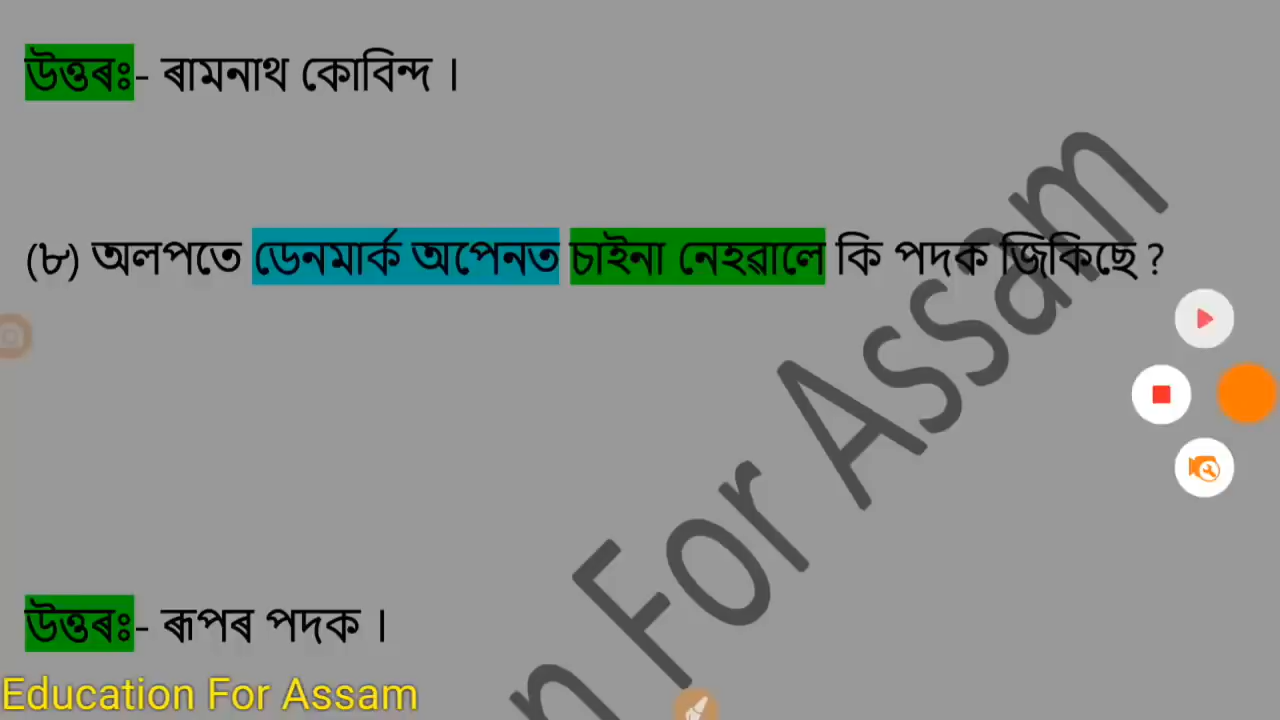 উত্তৰঃ- ৰামনাথ কোবিন্দ ।
(৮) অলপতে ডেনমাৰ্ক অপেনত চাইনা নেহৱালে কি পদক জিকিছে ?
উত্তৰঃ- ৰূপৰ পদক ।
Education For Assam
n For Assam